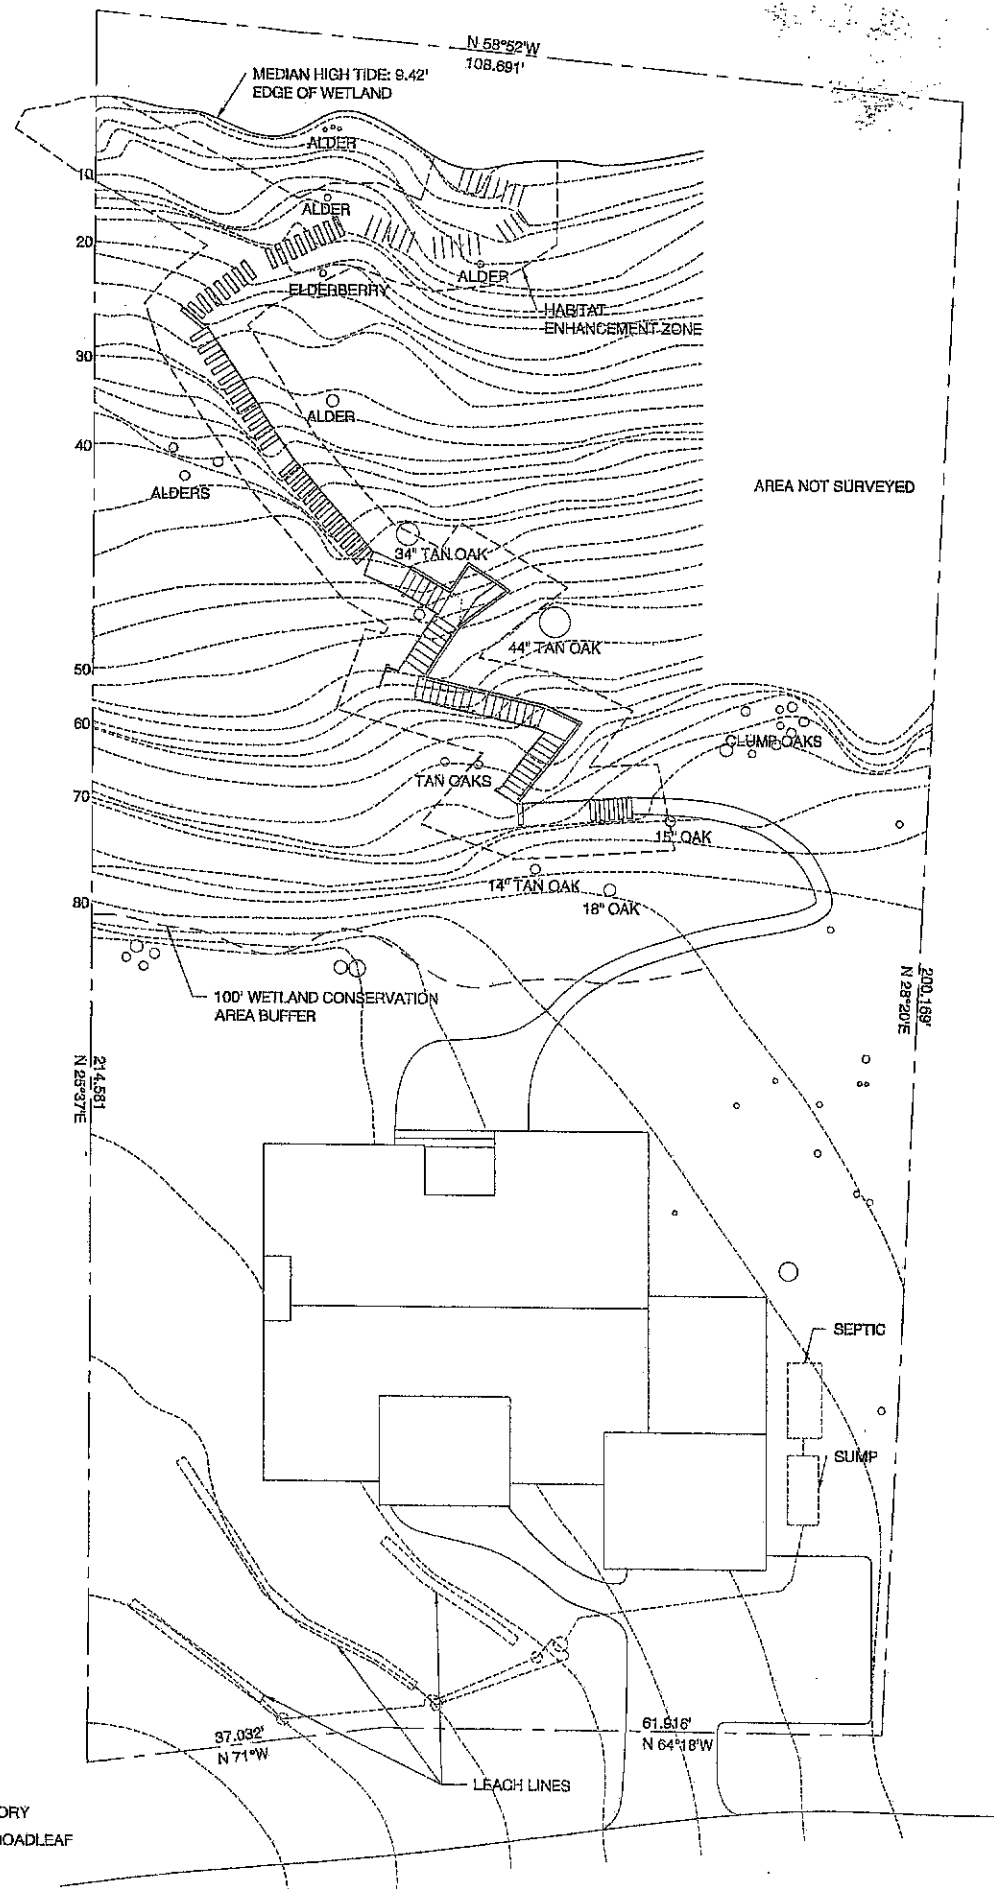 N 58°52'W
108.691'
MEDIAN HIGH TIDE: 9.42'
EDGE OF WETLAND
ALDER
10
ALDER
20
ALDER
ELDERBERRY
HABITAT
ENHANCEMENT ZONE
30
ALDER
40
ALDERS
AREA NOT SURVEYED
34" TAN OAK
44" TAN OAK
50
60
CLUMP OAKS
TAN OAKS
70
15" OAK
14" TAN OAK
18" OAK
80
100' WETLAND CONSERVATION
AREA BUFFER
200.169'
N 28°20'E
214.581
N 25°37'E
SEPTIC
SUMP
37.032'
N 71°W
61.916'
N 64°18'W
LEACH LINES
ORY
OADLEAF